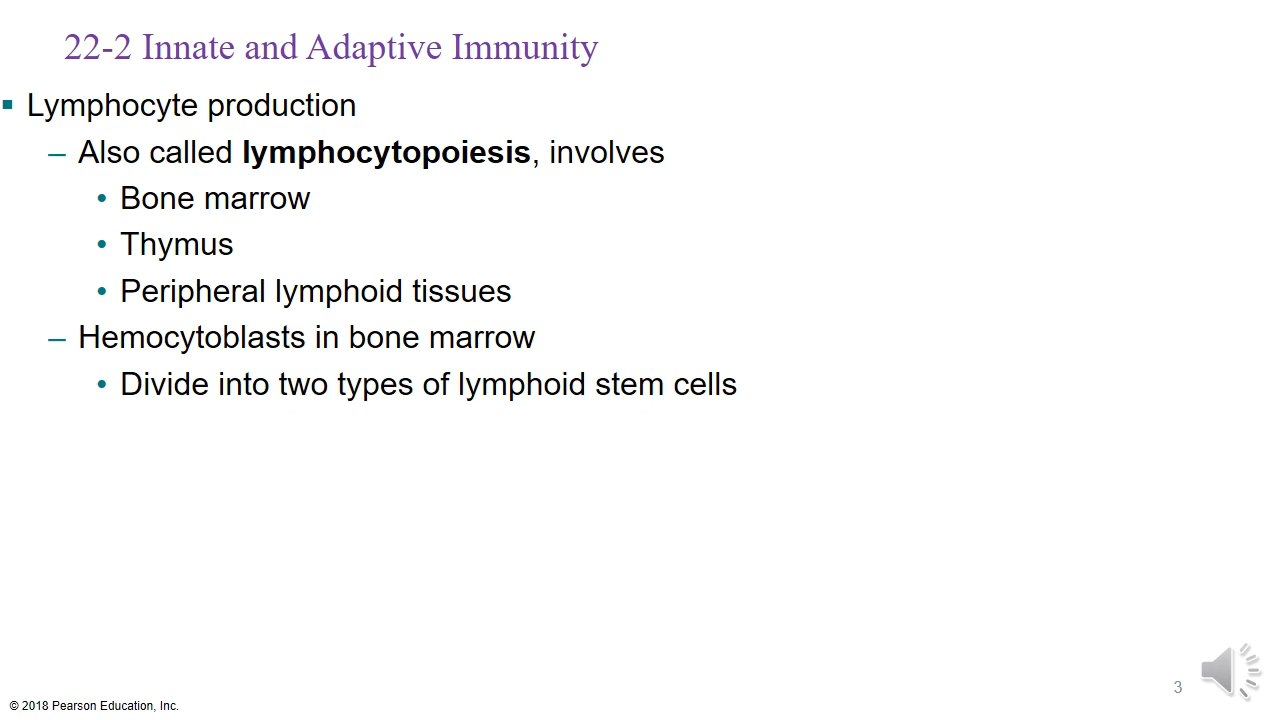 22-2 Innate and Adaptive Immunity
▪ Lymphocyte production
– Also called lymphocytopoiesis, involves
• Bone marrow
• Thymus
• Peripheral lymphoid tissues
– Hemocytoblasts in bone marrow
• Divide into two types of lymphoid stem cells
3
© 2018 Pearson Education, Inc.